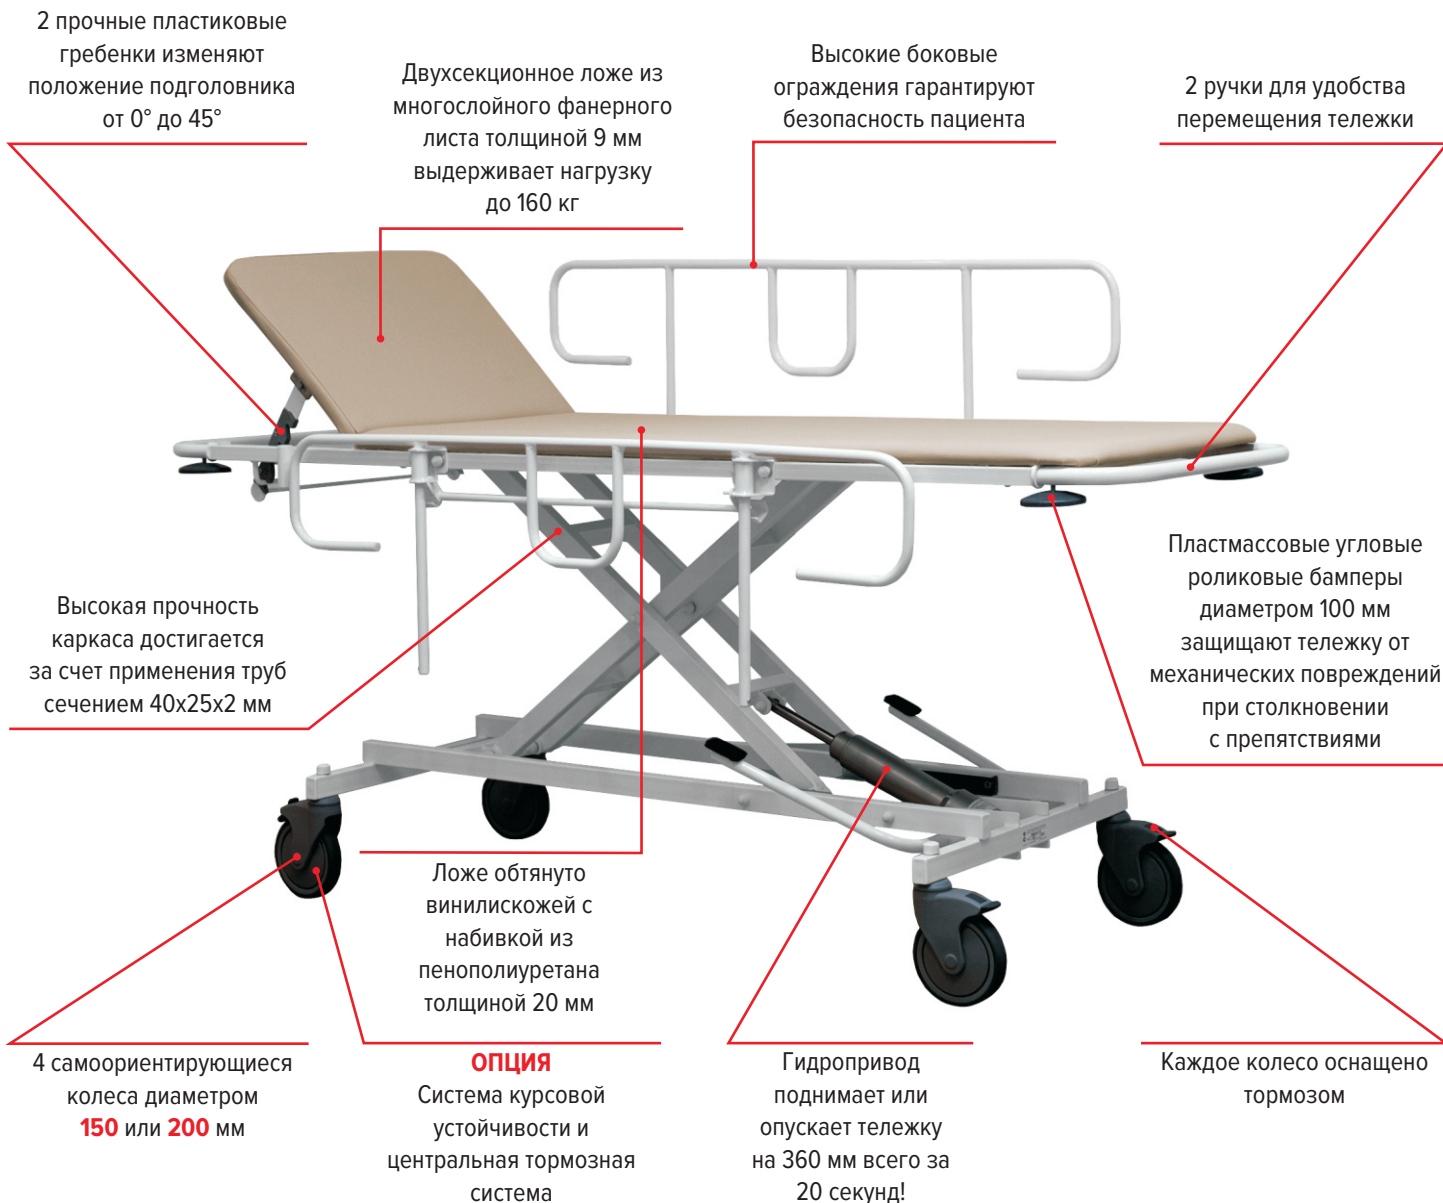 2 прочные пластиковые
гребенки изменяют
положение подголовника
от 0° до 45°
Двухсекционное ложе из
многослойного фанерного
листа толщиной 9 мм
выдерживает нагрузку
до 160 кг
Высокие боковые
ограждения гарантируют
безопасность пациента
2 ручки для удобства
перемещения тележки
Высокая прочность
каркаса достигается
за счет применения труб
сечением 40х25х2 мм
Пластмассовые угловые
роликовые бамперы
диаметром 100 мм
защищают тележку от
механических повреждений
при столкновении
с препятствиями
Ложе обтянуто
винилискожей с
набивкой из
пенополиуретана
толщиной 20 мм
4 самоориентирующиеся
колеса диаметром
150 или 200 мм
ОПЦИЯ
Система курсовой
устойчивости и
центральная тормозная
система
Гидропривод
поднимает или
опускает тележку
на 360 мм всего за
20 секунд!
Каждое колесо оснащено
тормозом